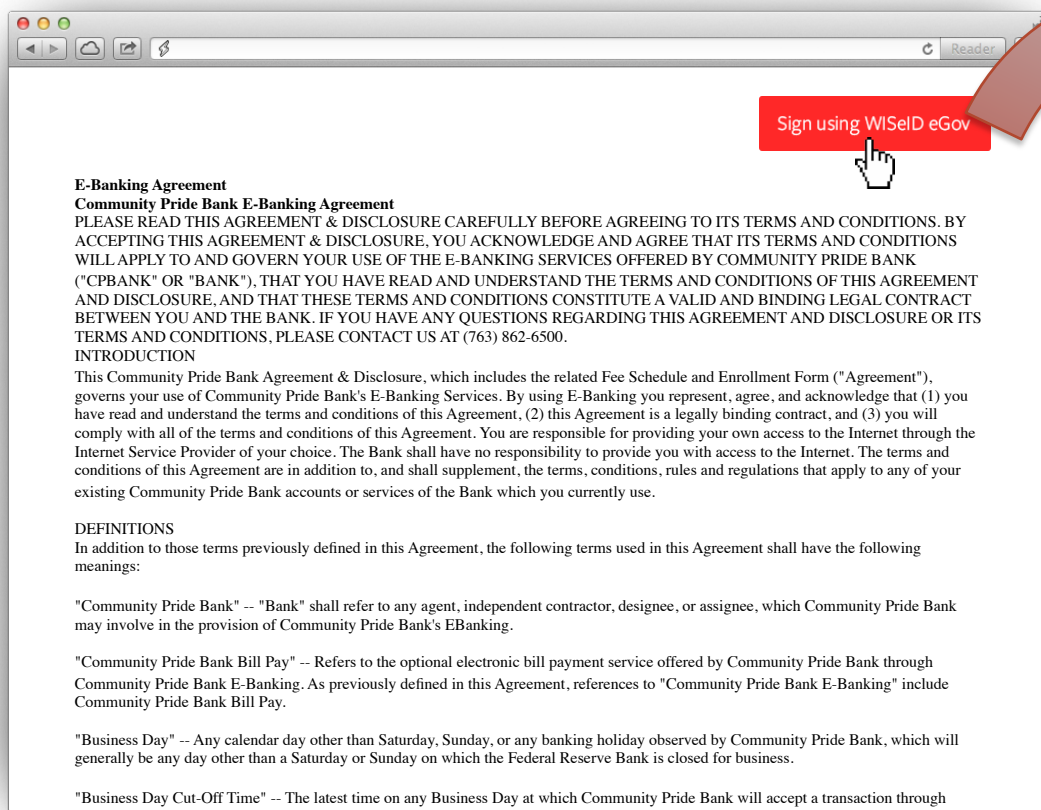 Reader
Sign using WISeID eGov
E-Banking Agreement
Community Pride Bank E-Banking Agreement
PLEASE READ THIS AGREEMENT & DISCLOSURE CAREFULLY BEFORE AGREEING TO ITS TERMS AND CONDITIONS. BY
ACCEPTING THIS AGREEMENT & DISCLOSURE, YOU ACKNOWLEDGE AND AGREE THAT ITS TERMS AND CONDITIONS
WILL APPLY TO AND GOVERN YOUR USE OF THE E-BANKING SERVICES OFFERED BY COMMUNITY PRIDE BANK
("CPBANK" OR "BANK"), THAT YOU HAVE READ AND UNDERSTAND THE TERMS AND CONDITIONS OF THIS AGREEMENT
AND DISCLOSURE, AND THAT THESE TERMS AND CONDITIONS CONSTITUTE A VALID AND BINDING LEGAL CONTRACT
BETWEEN YOU AND THE BANK. IF YOU HAVE ANY QUESTIONS REGARDING THIS AGREEMENT AND DISCLOSURE OR ITS
TERMS AND CONDITIONS, PLEASE CONTACT US AT (763) 862-6500.
INTRODUCTION
This Community Pride Bank Agreement & Disclosure, which includes the related Fee Schedule and Enrollment Form ("Agreement"),
governs your use of Community Pride Bank's E-Banking Services. By using E-Banking you represent, agree, and acknowledge that (1) you
have read and understand the terms and conditions of this Agreement, (2) this Agreement is a legally binding contract, and (3) you will
comply with all of the terms and conditions of this Agreement. You are responsible for providing your own access to the Internet through the
Internet Service Provider of your choice. The Bank shall have no responsibility to provide you with access to the Internet. The terms and
conditions of this Agreement are in addition to, and shall supplement, the terms, conditions, rules and regulations that apply to any of your
existing Community Pride Bank accounts or services of the Bank which you currently use.
DEFINITIONS
In addition to those terms previously defined in this Agreement, the following terms used in this Agreement shall have the following
meanings:
"Community Pride Bank" -- "Bank" shall refer to any agent, independent contractor, designee, or assignee, which Community Pride Bank
may involve in the provision of Community Pride Bank's EBanking.
"Community Pride Bank Bill Pay" -- Refers to the optional electronic bill payment service offered by Community Pride Bank through
Community Pride Bank E-Banking. As previously defined in this Agreement, references to "Community Pride Bank E-Banking" include
Community Pride Bank Bill Pay.
"Business Day" -- Any calendar day other than Saturday, Sunday, or any banking holiday observed by Community Pride Bank, which will
generally be any day other than a Saturday or Sunday on which the Federal Reserve Bank is closed for business.
"Business Day Cut-Off Time" -- The latest time on any Business Day at which Community Pride Bank will accept a transaction through